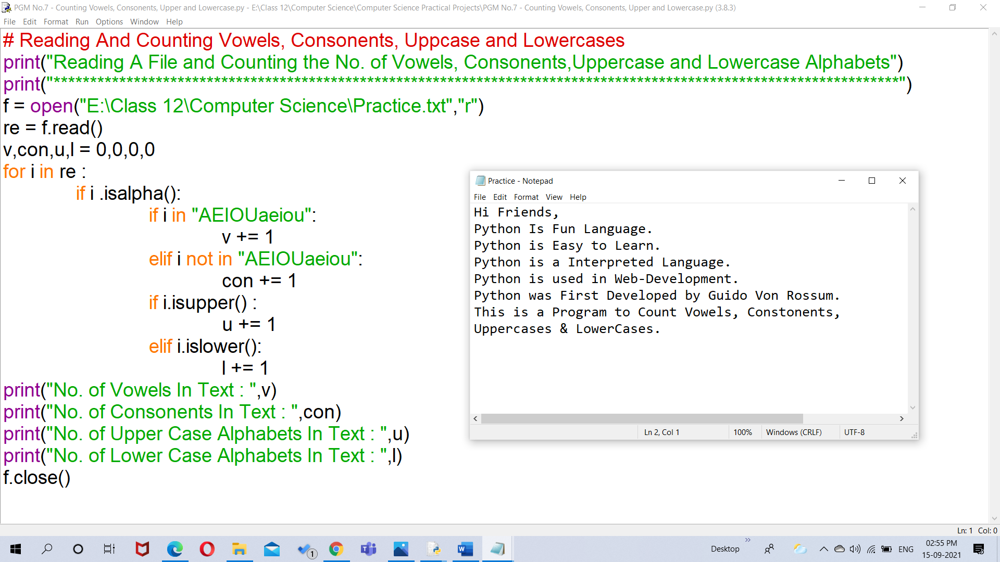 PGM No.7 - Counting Vowels, Consonents, Upper and Lowercase.py - E:\Class 12\Computer Science\Computer Science Practical Projects\PGM No.7 - Counting Vowels, Consonents, Upper and Lowercase.py (3.8.3)
File Edit Format Run Options Window Help
# Reading And Counting Vowels, Consonents, Uppcase and Lowercases
print("Reading A File and Counting the No. of Vowels, Consonents,Uppercase and Lowercase Alphabets")
print("********************************************************************************************************************")
f = open("E:\Class 12\Computer Science\Practice.txt","r")
re = f.read()
v,con,u,l = 0,0,0,0
for i in re :
if i .isalpha():
if i in "AEIOUaeiou":
v += 1
elif i not in "AEIOUaeiou":
con += 1
if i.isupper() :
u += 1
elif i.islower():
l += 1
print("No. of Vowels In Text : ",v)
print("No. of Consonents In Text : ",con)
print("No. of Upper Case Alphabets In Text : ",u)
print("No. of Lower Case Alphabets In Text : ",l)
f.close()
Practice - Notepad
File Edit Format View Help
Hi Friends,
Python Is Fun Language.
Python is Easy to Learn.
Python is a Interpreted Language.
Python is used in Web-Development.
Python was First Developed by Guido Von Rossum.
This is a Program to Count Vowels, Constonents,
Uppercases & LowerCases.
Ln 2, Col 1 100% Windows (CRLF) UTF-8
Ln: 1 Col: 0
1
Desktop
ENG
02:55 PM
15-09-2021